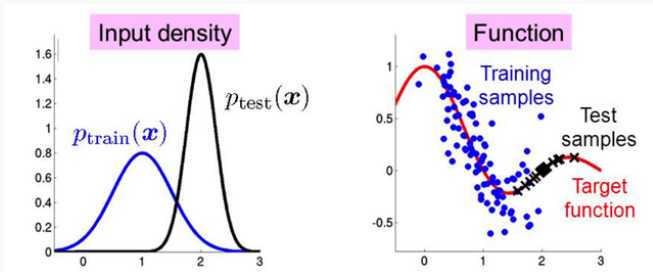 Input density
1.6
1.4
1.2
1
0.8
0.6
0.4
0.2
0
0
1
2
3
p_train(x)
p_test(x)
Function
1
0.5
0
-0.5
0
1
2
3
Training
samples
Test
samples
Target
function